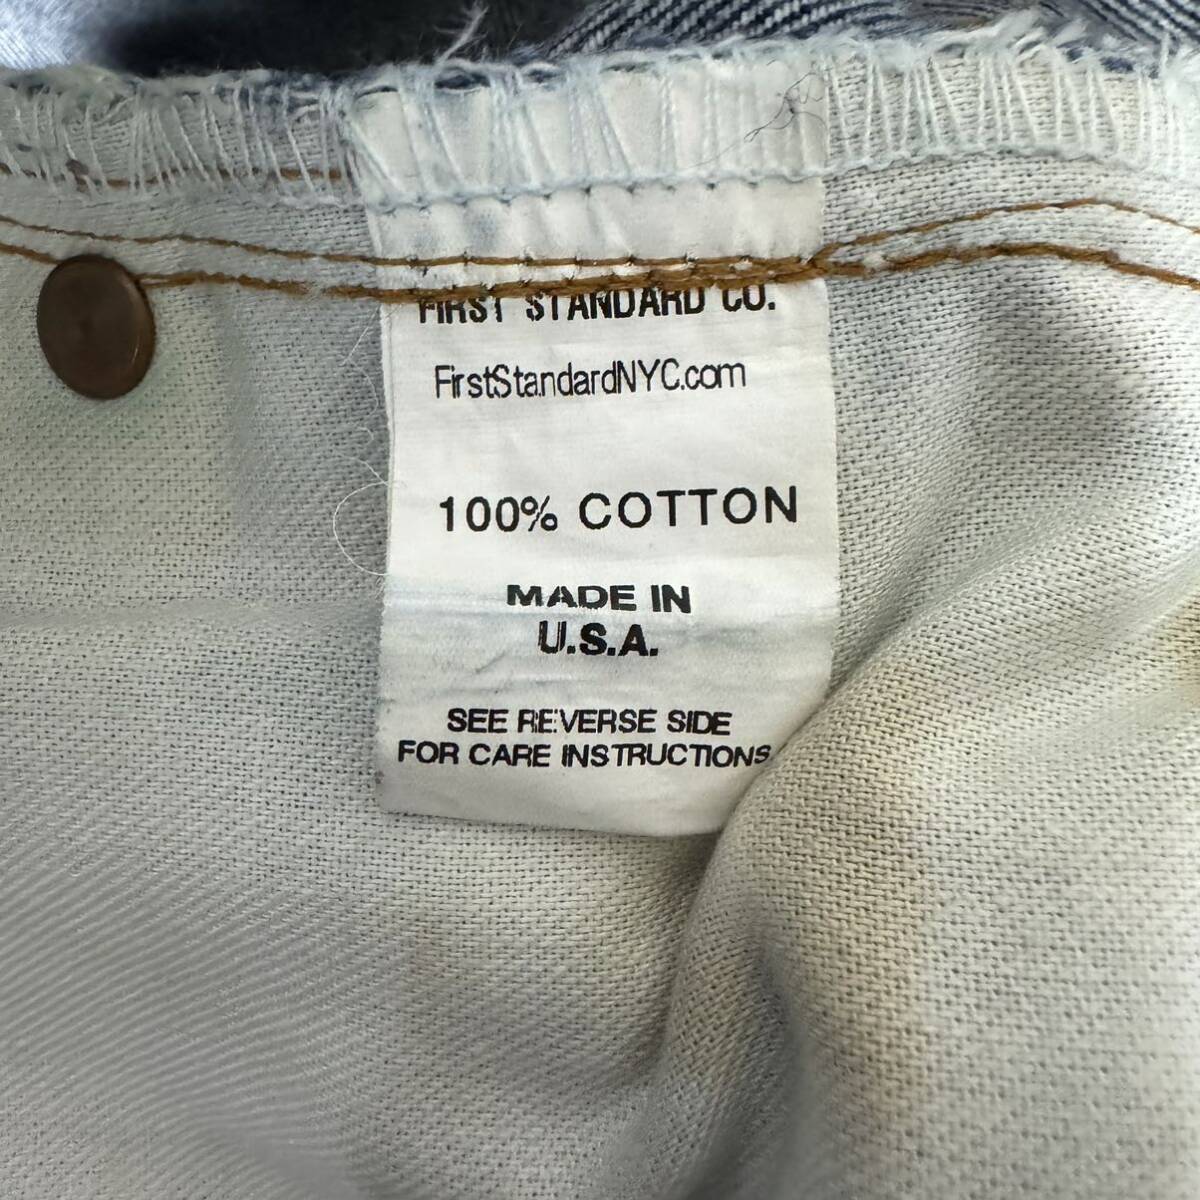 FIRST STANDARD CO.
FirstStandardNYC.com
100% COTTON
MADE IN
U.S.A.
SEE REVERSE SIDE
FOR CARE INSTRUCTIONS